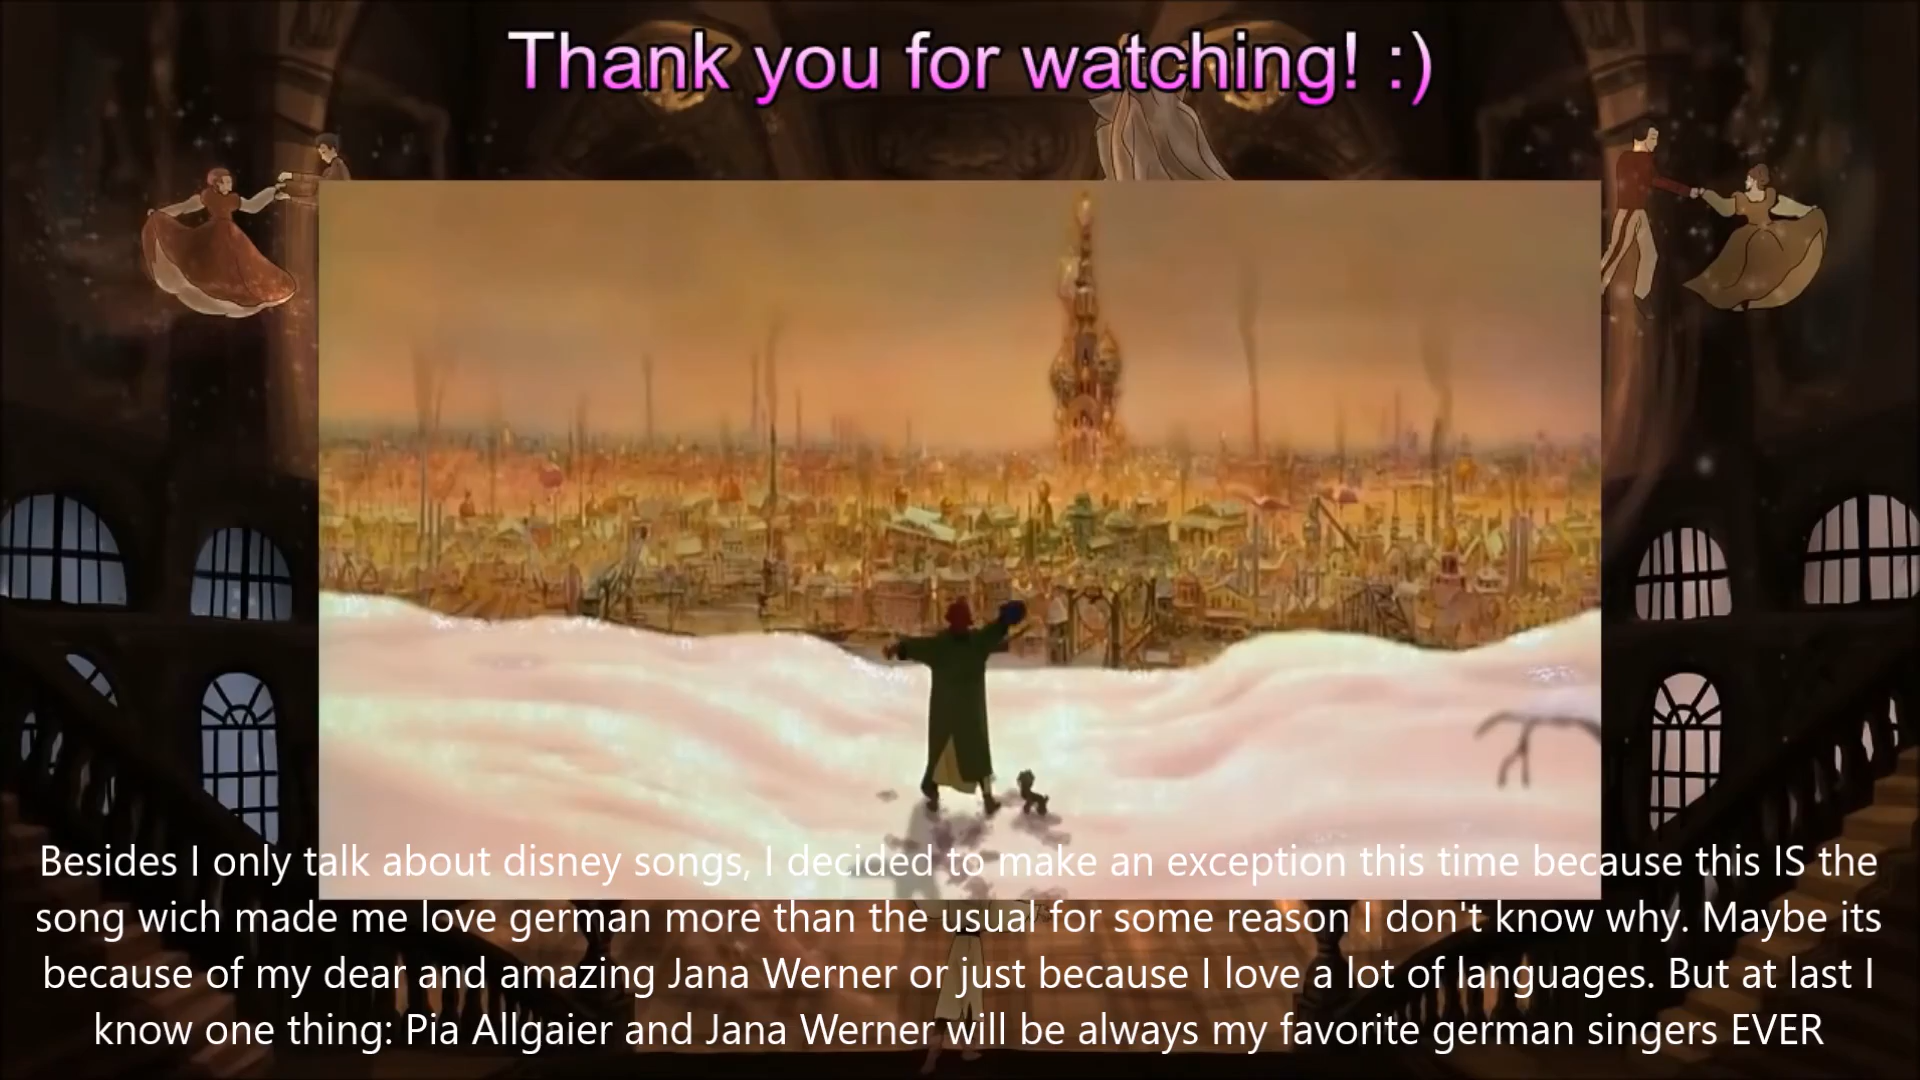 Thank you for watching! :)
Besides I only talk about disney songs, I decided to make an exception this time because this IS the
song wich made me love german more than the usual for some reason I don't know why. Maybe its
because of my dear and amazing Jana Werner or just because I love a lot of languages. But at last I
know one thing: Pia Allgaier and Jana Werner will be always my favorite german singers EVER